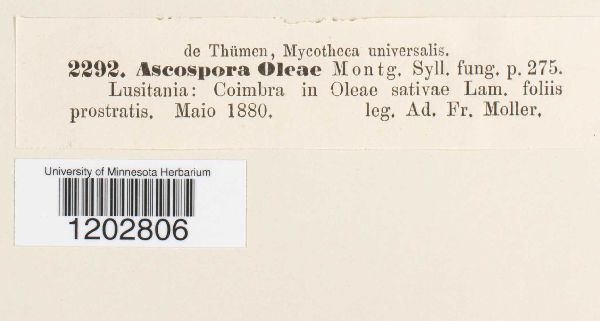 de Thümen, Mycotheca universalis.
2292. Ascospora Oleae Montg. Syll. fung. p. 275.
Lusitania: Coimbra in Oleae sativae Lam. foliis
prostratis. Maio 1880. leg. Ad. Fr. Moller.
University of Minnesota Herbarium
1202806